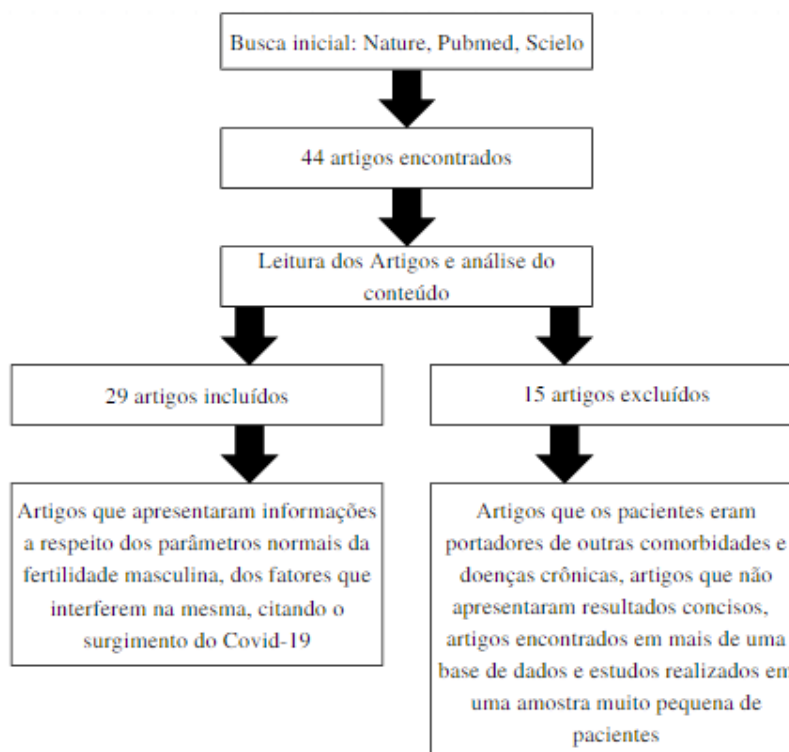 Busca inicial: Nature, Pubmed, Scielo
44 artigos encontrados
Leitura dos Artigos e análise do
conteúdo
29 artigos incluídos
15 artigos excluídos
Artigos que apresentaram informações
a respeito dos parâmetros normais da
fertilidade masculina, dos fatores que
interferem na mesma, citando o
surgimento do Covid-19
Artigos que os pacientes eram
portadores de outras comorbidades e
doenças crônicas, artigos que não
apresentaram resultados concisos,
artigos encontrados em mais de uma
base de dados e estudos realizados em
uma amostra muito pequena de
pacientes